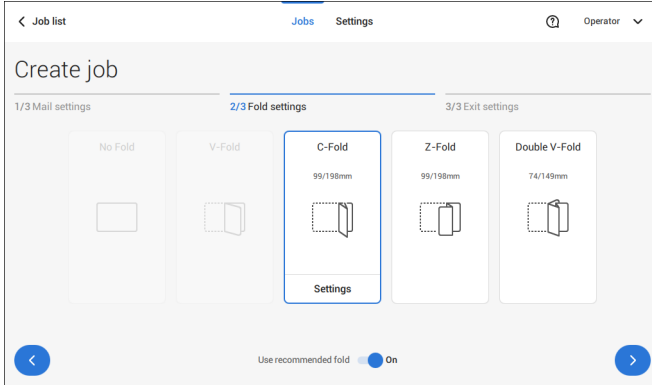 Job list
Jobs Settings
Operator
Create job
1/3 Mail settings
2/3 Fold settings
3/3 Exit settings
No Fold
V-Fold
C-Fold
Z-Fold
Double V-Fold
99/198mm
99/198mm
74/149mm
Settings
Use recommended fold On